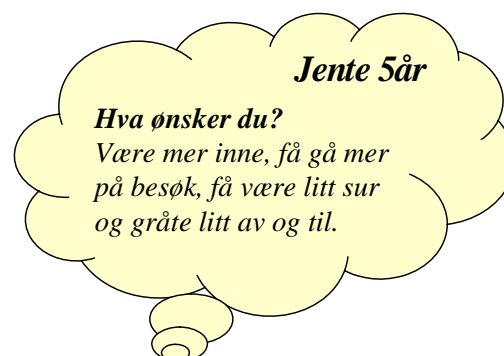 Jente 5år
Hva ønsker du?
Være mer inne, få gå mer
på besøk, få være litt sur
og gråte litt av og til.